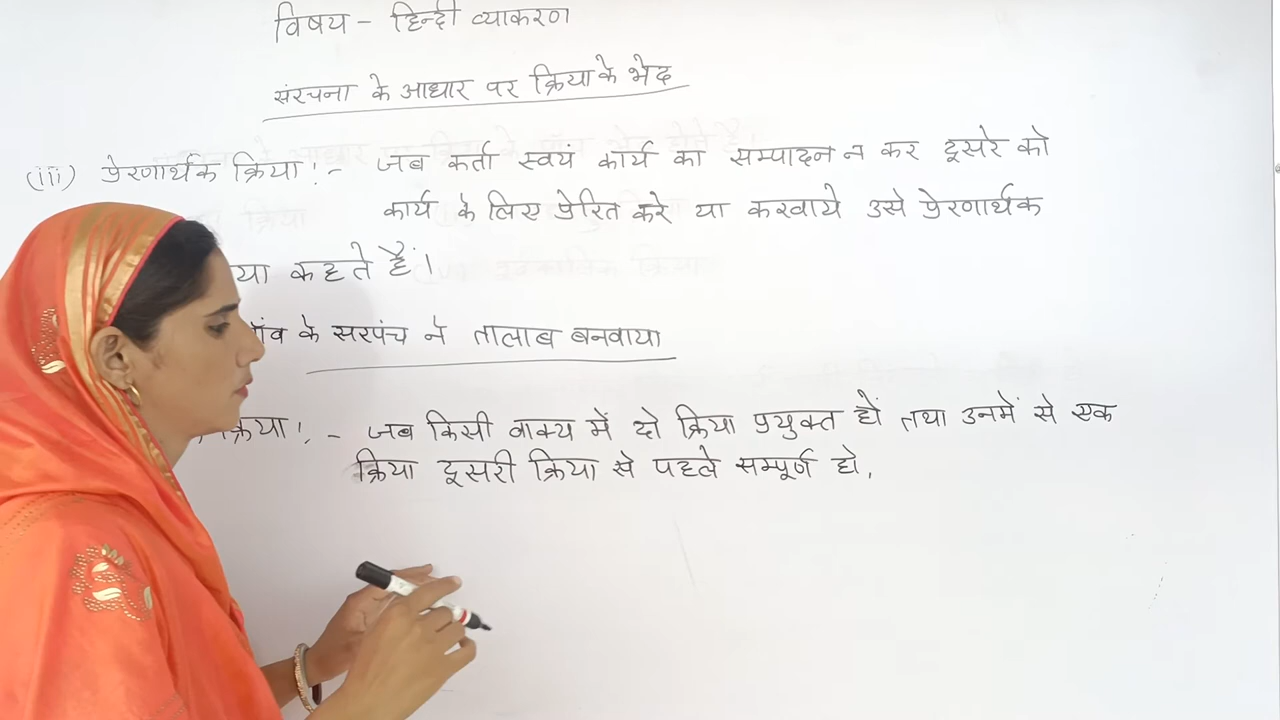 विषय - हिन्दी व्याकरण
संरचना के आधार पर क्रिया के भेद
(iii) प्रेरणार्थक क्रिया :- जब कर्ता स्वयं कार्य का सम्पादन न कर दूसरे को
कार्य के लिए प्रेरित करे या करवाये उसे प्रेरणार्थक
या कहते हैं।
के सरपंच ने तालाब बनवाया
क्रिया :- जब किसी वाक्य में दो क्रिया प्रयुक्त हों तथा उनमें से एक
क्रिया दूसरी क्रिया से पहले सम्पूर्ण हो,